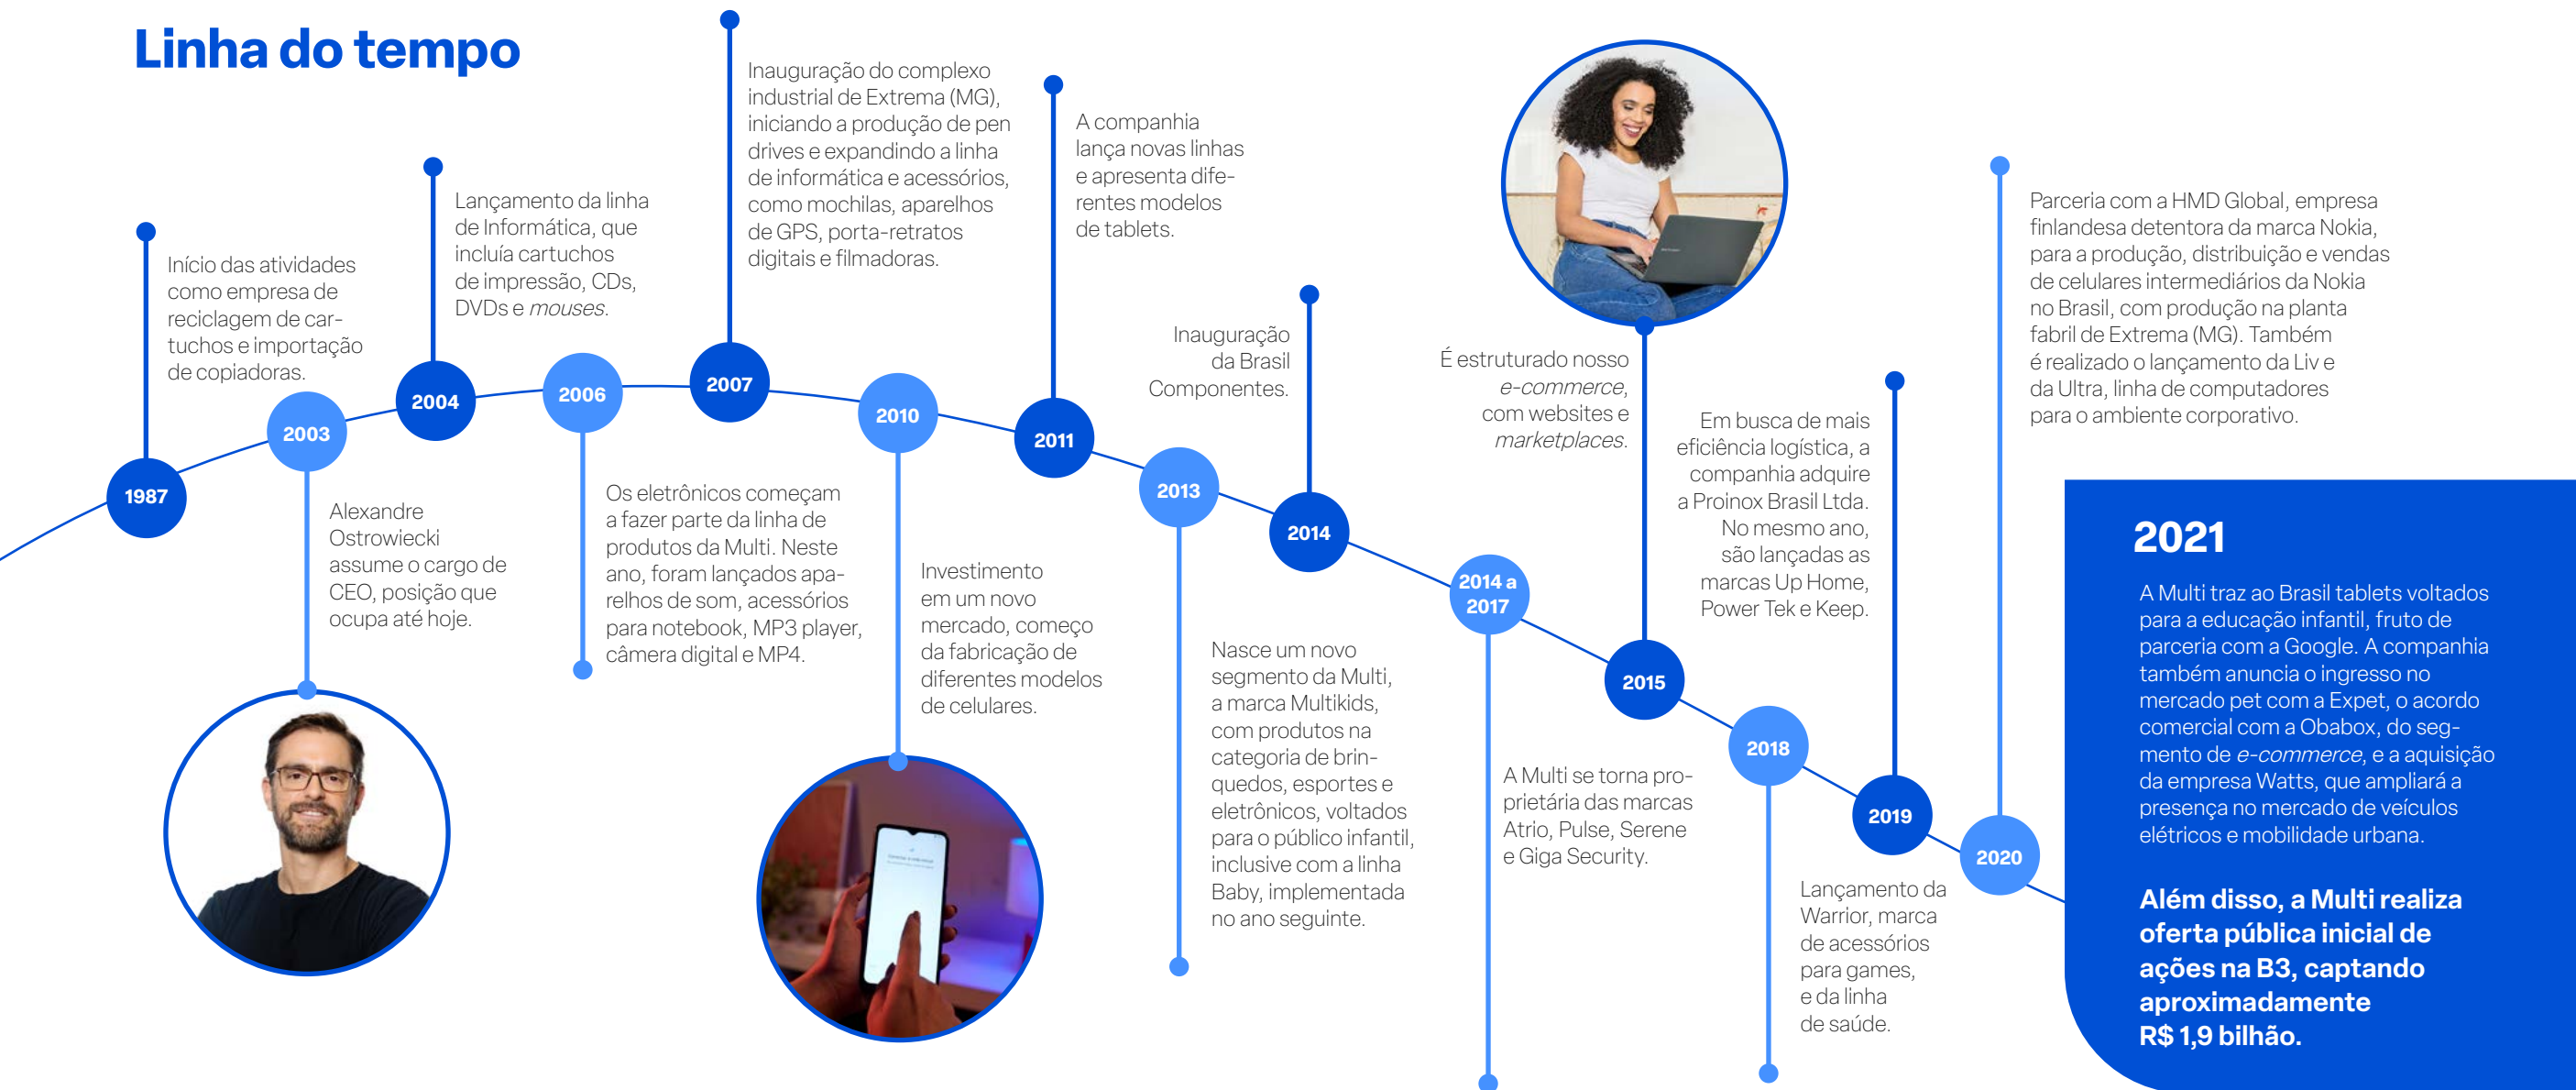 Linha do tempo
1987
Início das atividades
como empresa de
reciclagem de car-
tuchos e importação
de copiadoras.
2003
Alexandre
Ostrowiecki
assume o cargo de
CEO, posição que
ocupa até hoje.
2004
Lançamento da linha
de Informática, que
incluía cartuchos
de impressão, CDs,
DVDs e mouses.
2006
Os eletrônicos começam
a fazer parte da linha de
produtos da Multi. Neste
ano, foram lançados apa-
relhos de som, acessórios
para notebook, MP3 player,
câmera digital e MP4.
2007
Inauguração do complexo
industrial de Extrema (MG),
iniciando a produção de pen
drives e expandindo a linha
de informática e acessórios,
como mochilas, aparelhos
de GPS, porta-retratos
digitais e filmadoras.
2010
Investimento
em um novo
mercado, começo
da fabricação de
diferentes modelos
de celulares.
2011
A companhia
lança novas linhas
e apresenta dife-
rentes modelos
de tablets.
2013
Nasce um novo
segmento da Multi,
a marca Multikids,
com produtos na
categoria de brin-
quedos, esportes e
eletrônicos, voltados
para o público infantil,
inclusive com a linha
Baby, implementada
no ano seguinte.
2014
Inauguração
da Brasil
Componentes.
2014 a
2017
A Multi se torna pro-
prietária das marcas
Atrio, Pulse, Serene
e Giga Security.
2015
É estruturado nosso
e-commerce,
com websites e
marketplaces.
2018
Lançamento da
Warrior, marca
de acessórios
para games,
e da linha
de saúde.
2019
Em busca de mais
eficiência logística, a
companhia adquire
a Proinox Brasil Ltda.
No mesmo ano,
são lançadas as
marcas Up Home,
Power Tek e Keep.
2020
Parceria com a HMD Global, empresa
finlandesa detentora da marca Nokia,
para a produção, distribuição e vendas
de celulares intermediários da Nokia
no Brasil, com produção na planta
fabril de Extrema (MG). Também
é realizado o lançamento da Liv e
da Ultra, linha de computadores
para o ambiente corporativo.
2021
A Multi traz ao Brasil tablets voltados
para a educação infantil, fruto de
parceria com a Google. A companhia
também anuncia o ingresso no
mercado pet com a Expet, o acordo
comercial com a Obabox, do seg-
mento de e-commerce, e a aquisição
da empresa Watts, que ampliará a
presença no mercado de veículos
elétricos e mobilidade urbana.
Além disso, a Multi realiza
oferta pública inicial de
ações na B3, captando
aproximadamente
R$ 1,9 bilhão.